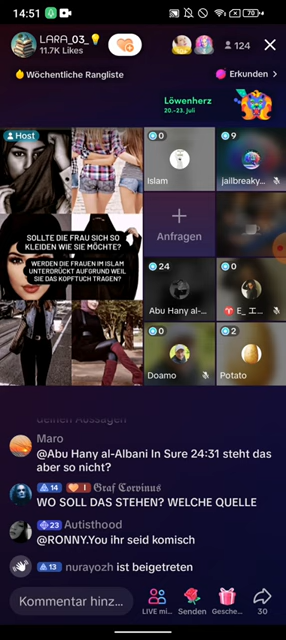 14:51
70
LARA_03_💡
11.7K Likes
124
Wöchentliche Rangliste
Erkunden >
Löwenherz
20.–23. Juli
Host
0
9
Islam
jailbreaky...
SOLLTE DIE FRAU SICH SO
KLEIDEN WIE SIE MÖCHTE?
WERDEN DIE FRAUEN IM ISLAM
UNTERDRÜCKT AUFGRUND WEIL
SIE DAS KOPFTUCH TRAGEN?
+
Anfragen
24
0
Abu Hany al-...
0
2
Doamo
Potato
deinen Aussagen
Maro
@Abu Hany al-Albani In Sure 24:31 steht das
aber so nicht?
14 I Graf Corvinus
WO SOLL DAS STEHEN? WELCHE QUELLE
23 Autisthood
@RONNY.You ihr seid komisch
13 nurayozh ist beigetreten
Kommentar hinz...
LIVE mi...
Senden
Gesche...
30